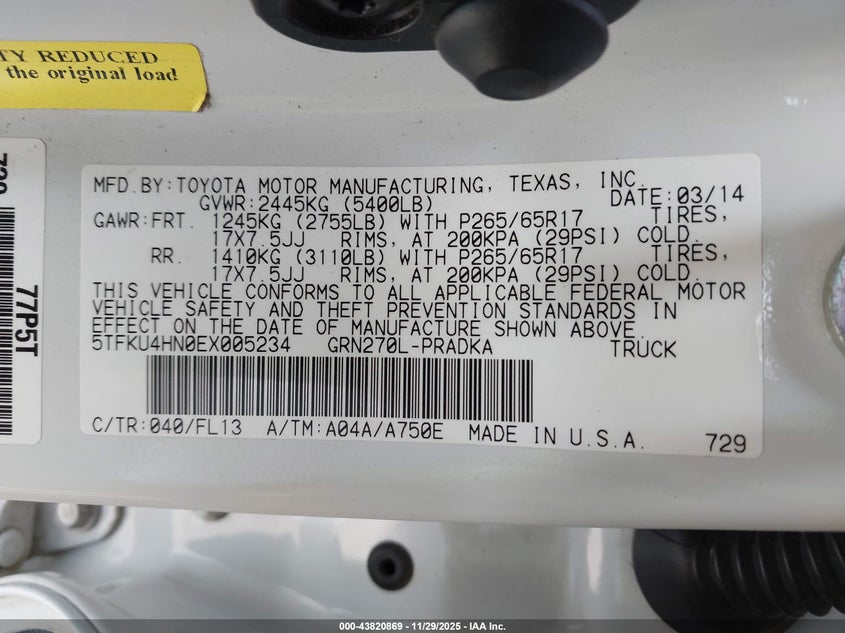 TY REDUCED
the original load
77P5T
MFD.BY:TOYOTA MOTOR MANUFACTURING, TEXAS, INC.
GVWR:2445KG (5400LB) DATE:03/14
GAWR:FRT. 1245KG (2755LB) WITH P265/65R17 TIRES,
17X7.5JJ RIMS, AT 200KPA (29PSI) COLD.
RR. 1410KG (3110LB) WITH P265/65R17 TIRES,
17X7.5JJ RIMS, AT 200KPA (29PSI) COLD.
THIS VEHICLE CONFORMS TO ALL APPLICABLE FEDERAL MOTOR
VEHICLE SAFETY AND THEFT PREVENTION STANDARDS IN
EFFECT ON THE DATE OF MANUFACTURE SHOWN ABOVE.
5TFKU4HN0EX005234 GRN270L-PRADKA TRUCK
C/TR:040/FL13 A/TM:A04A/A750E MADE IN U.S.A. 729
000-43820869 - 11/29/2025 - IAA Inc.